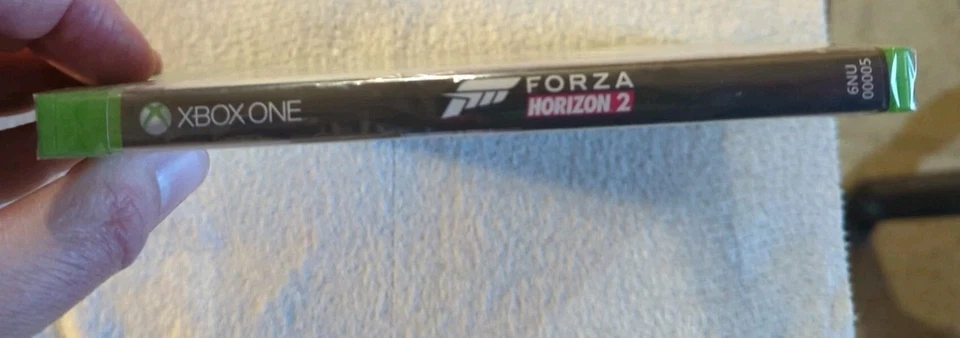 XBOX ONE
FORZA
HORIZON 2
6NU
00005